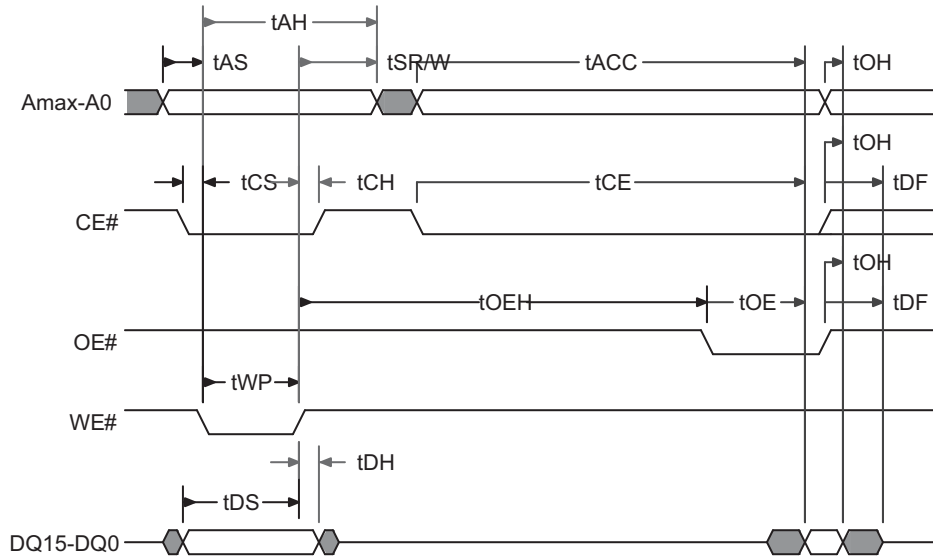 tAH
tAS
tSR/W
tACC
tOH
Amax-A0
tOH
tCS
tCH
tCE
tDF
CE#
tOH
tOEH
tOE
tDF
OE#
tWP
WE#
tDH
tDS
DQ15-DQ0